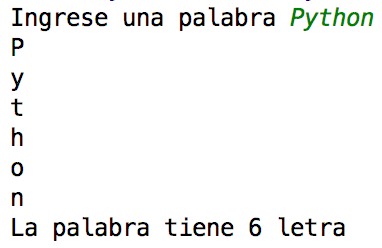 Ingrese una palabra Python
P
y
t
h
o
n
La palabra tiene 6 letra